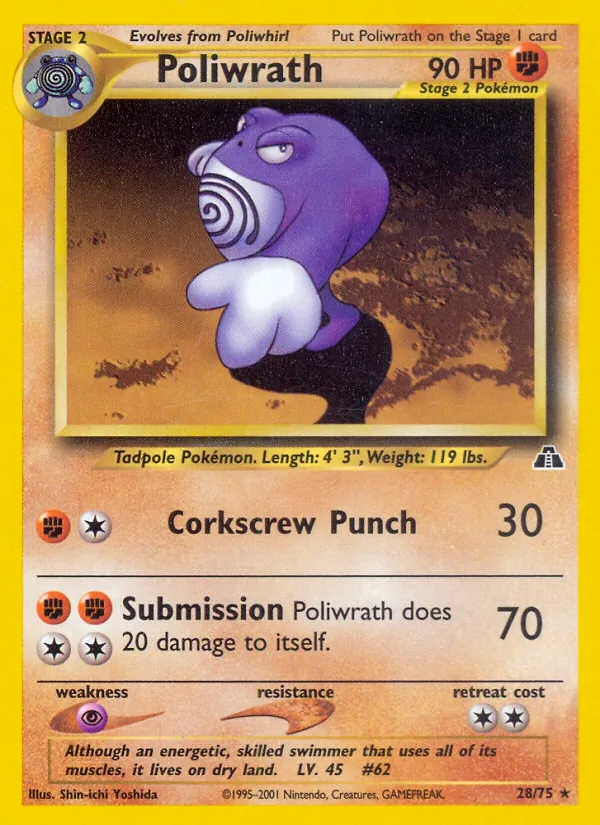 STAGE 2 Evolves from Poliwhirl Put Poliwrath on the Stage 1 card
Poliwrath 90 HP
Stage 2 Pokémon
Tadpole Pokémon. Length: 4' 3", Weight: 119 lbs.
Corkscrew Punch 30
Submission Poliwrath does
20 damage to itself. 70
weakness resistance retreat cost
Although an energetic, skilled swimmer that uses all of its
muscles, it lives on dry land. LV. 45 #62
Illus. Shin-ichi Yoshida ©1995-2001 Nintendo, Creatures, GAMEFREAK. 28/75 ★